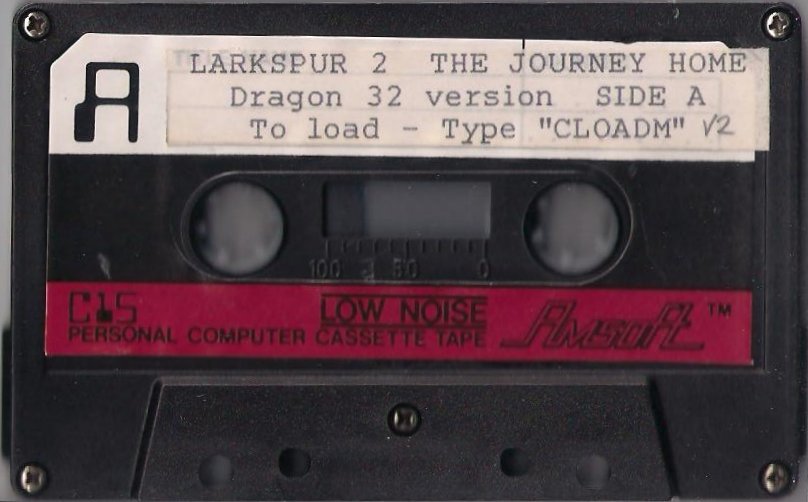 LARKSPUR 2 THE JOURNEY HOME
A Dragon 32 version SIDE A
To load - Type "CLOADM" V2
100 50 0
C15 LOW NOISE Amsoft ™
PERSONAL COMPUTER CASSETTE TAPE